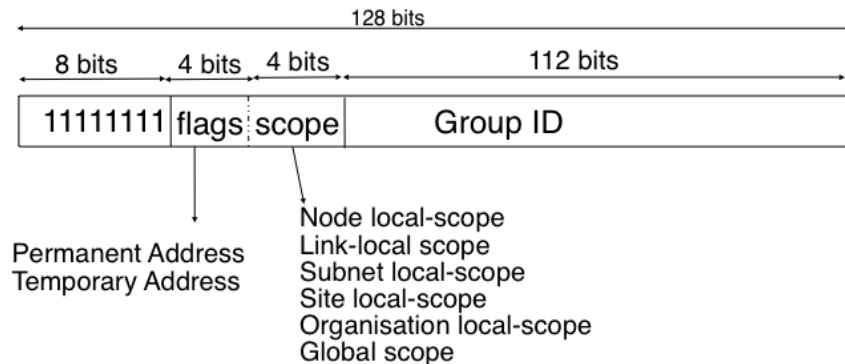 128 bits
8 bits 4 bits 4 bits 112 bits
11111111 flags scope Group ID
Permanent Address
Temporary Address
Node local-scope
Link-local scope
Subnet local-scope
Site local-scope
Organisation local-scope
Global scope